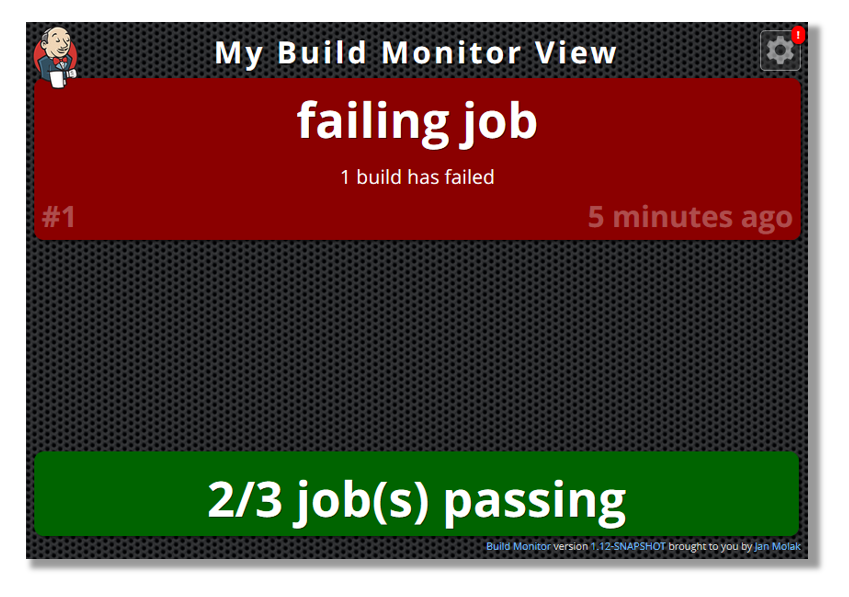 My Build Monitor View
!
failing job
1 build has failed
#1 5 minutes ago
2/3 job(s) passing
Build Monitor version 1.12-SNAPSHOT brought to you by Jan Molak